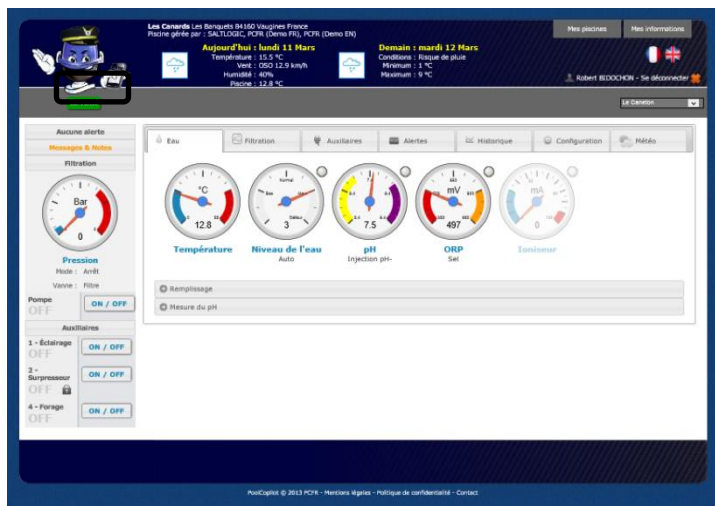 Les Canards Les Banquets 84160 Vaugines France
Piscine gérée par : SALTLOGIC, PCFR (Demo FR), PCFR (Demo EN)
Mes piscines
Mes informations
Aujourd'hui : lundi 11 Mars
Température : 15.5 °C
Vent : OSO 12.9 km/h
Humidité : 40%
Piscine : 12.8 °C
Demain : mardi 12 Mars
Conditions : Risque de pluie
Minimum : 1 °C
Maximum : 9 °C
Robert BIDOCHON - Se déconnecter
Le Caneton
Aucune alerte
Messages & Notes
Filtration
Bar
0
Pression
Mode : Arrêt
Vanne : Filtre
Pompe
OFF
ON / OFF
Auxiliaires
1 - Éclairage
OFF
ON / OFF
2 -
Surpresseur
OFF
ON / OFF
4 - Forage
OFF
ON / OFF
Eau
Filtration
Auxiliaires
Alertes
Historique
Configuration
Météo
°C
12.8
Température
3
Niveau de l'eau
Auto
7.5
pH
Injection pH-
mV
497
ORP
Sel
mA
0
Ioniseur
Remplissage
Mesure du pH
PoolCopilot © 2013 PCFR - Mentions légales - Politique de confidentialité - Contact